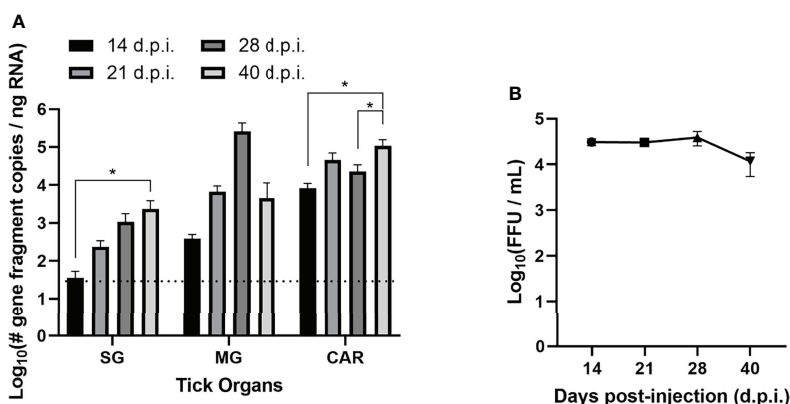 A
14 d.p.i. 28 d.p.i.
21 d.p.i. 40 d.p.i.
Log10(# gene fragment copies / ng RNA)
6
5
4
3
2
1
0
*
*
*
SG MG CAR
Tick Organs
B
Log10(FFU / mL)
5
4
3
2
1
0
14 21 28 40
Days post-injection (d.p.i.)